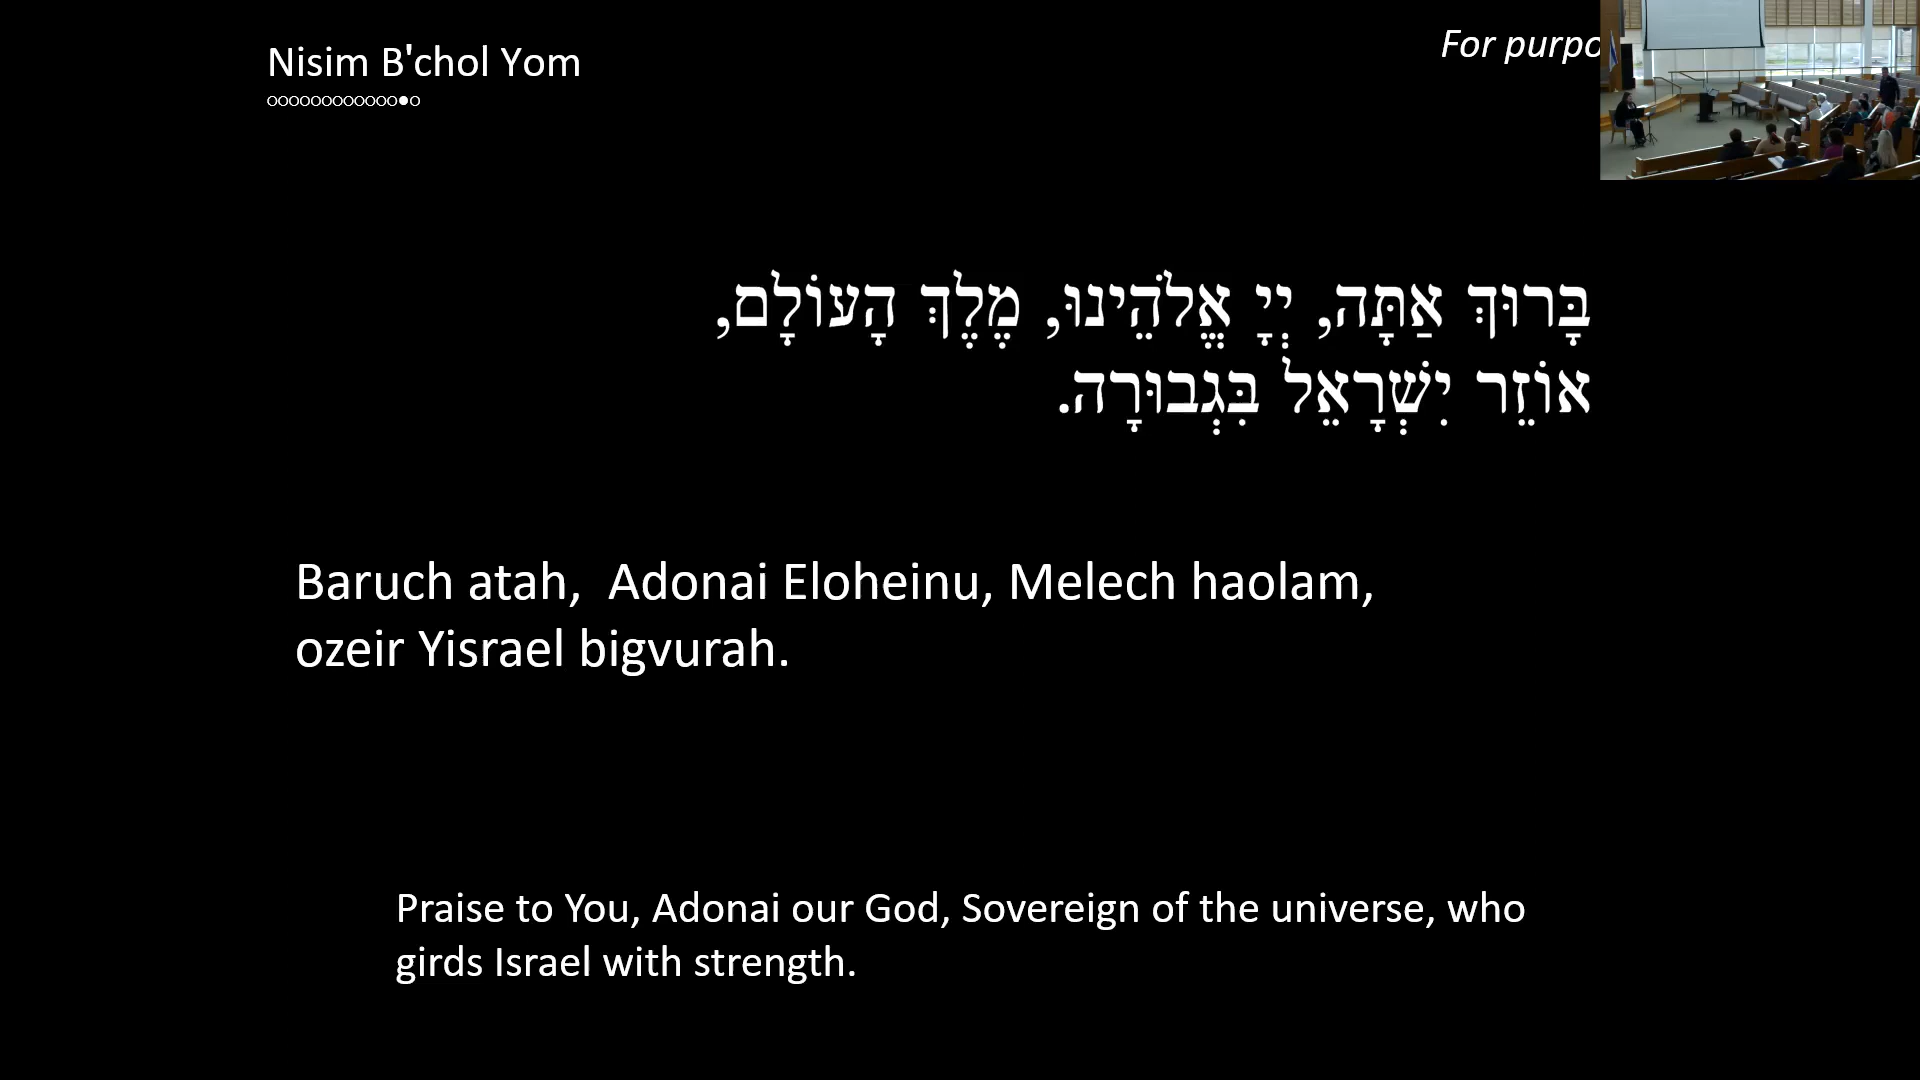 Nisim B'chol Yom
For purpo
בָּרוּךְ אַתָּה, יְיָ אֱלֹהֵינוּ, מֶלֶךְ הָעוֹלָם,
אוֹזֵר יִשְׂרָאֵל בִּגְבוּרָה.
Baruch atah, Adonai Eloheinu, Melech haolam,
ozeir Yisrael bigvurah.
Praise to You, Adonai our God, Sovereign of the universe, who
girds Israel with strength.